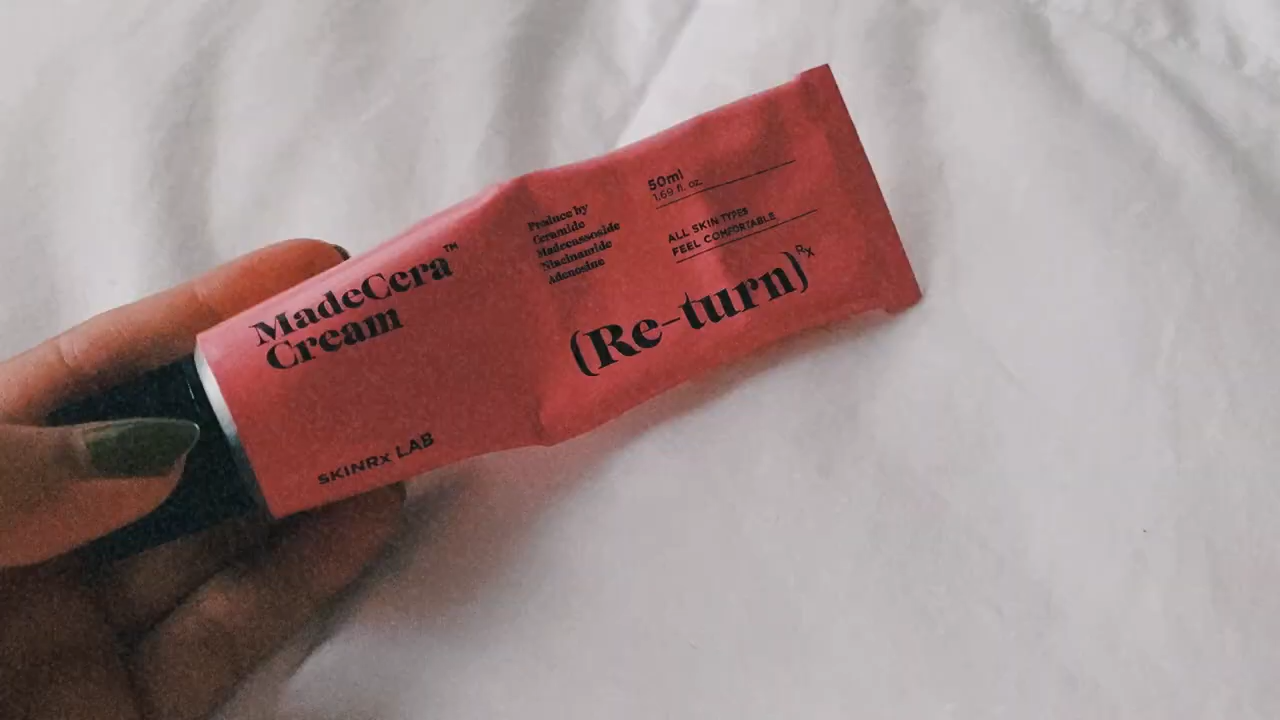 MadeCera™
Cream
SKINRx LAB
Produce by
Ceramide
Madecassoside
Niacinamide
Adenosine
50ml
1.69 fl. oz.
ALL SKIN TYPES
FEEL COMFORTABLE
(Re-turn)Rx